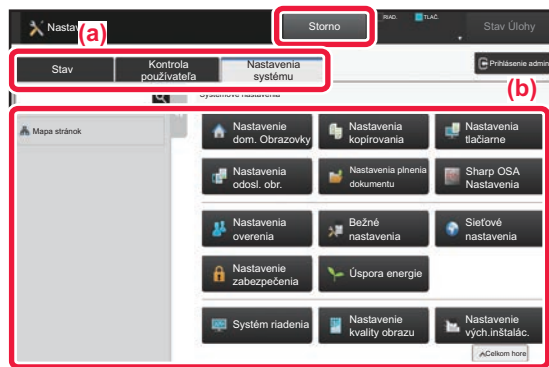 Nastav
(a)
Storno
RIAD.
TLAČ.
Stav Úlohy
Stav
Kontrola
používateľa
Nastavenia
systému
Prihlásenie admin
(b)
Systémové nastavenia
Mapa stránok
Nastavenie
dom. Obrazovky
Nastavenia
kopírovania
Nastavenia
tlačiarne
Nastavenia
odosl. obr.
Nastavenia plnenia
dokumentu
Sharp OSA
Nastavenia
Nastavenia
overenia
Bežné
nastavenia
Sieťové
nastavenia
Nastavenie
zabezpečenia
Úspora energie
Systém riadenia
Nastavenie
kvality obrazu
Nastavenie
vých.inštalác.
Celkom hore